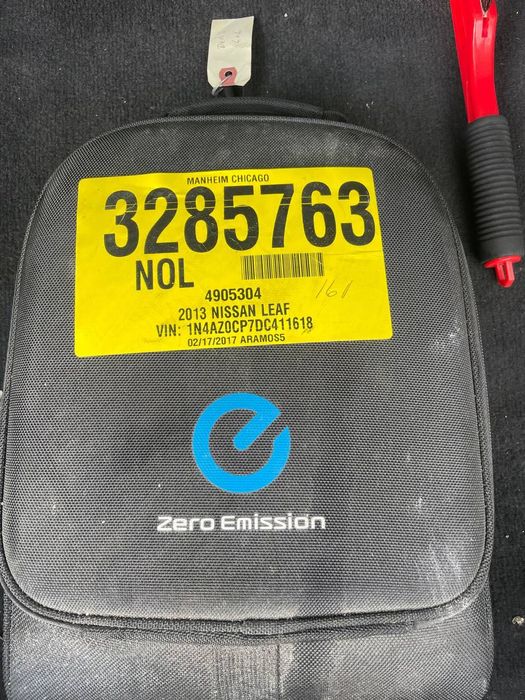 MANHEIM CHICAGO
3285763
NOL
4905304
161
2013 NISSAN LEAF
VIN: 1N4AZ0CP7DC411618
02/17/2017 ARAMOS5
Zero Emission